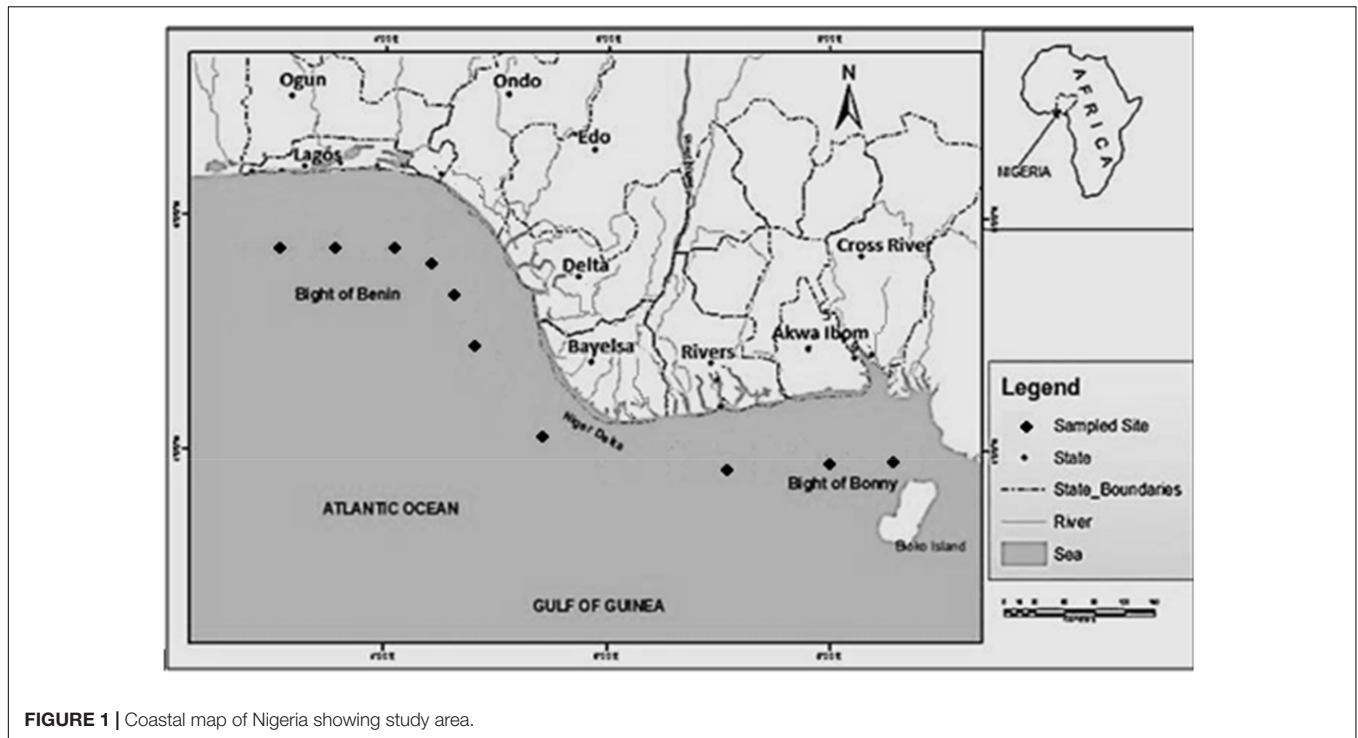 Ogun
Ondo
N
Edo
Lagos
AFRICA
NIGERIA
Cross River
Delta
Bight of Benin
Akwa Ibom
Bayelsa
Rivers
Niger Delta
Bight of Bonny
ATLANTIC OCEAN
Bioko Island
GULF OF GUINEA
Legend
Sampled Site
State
State_Boundaries
River
Sea
FIGURE 1 | Coastal map of Nigeria showing study area.